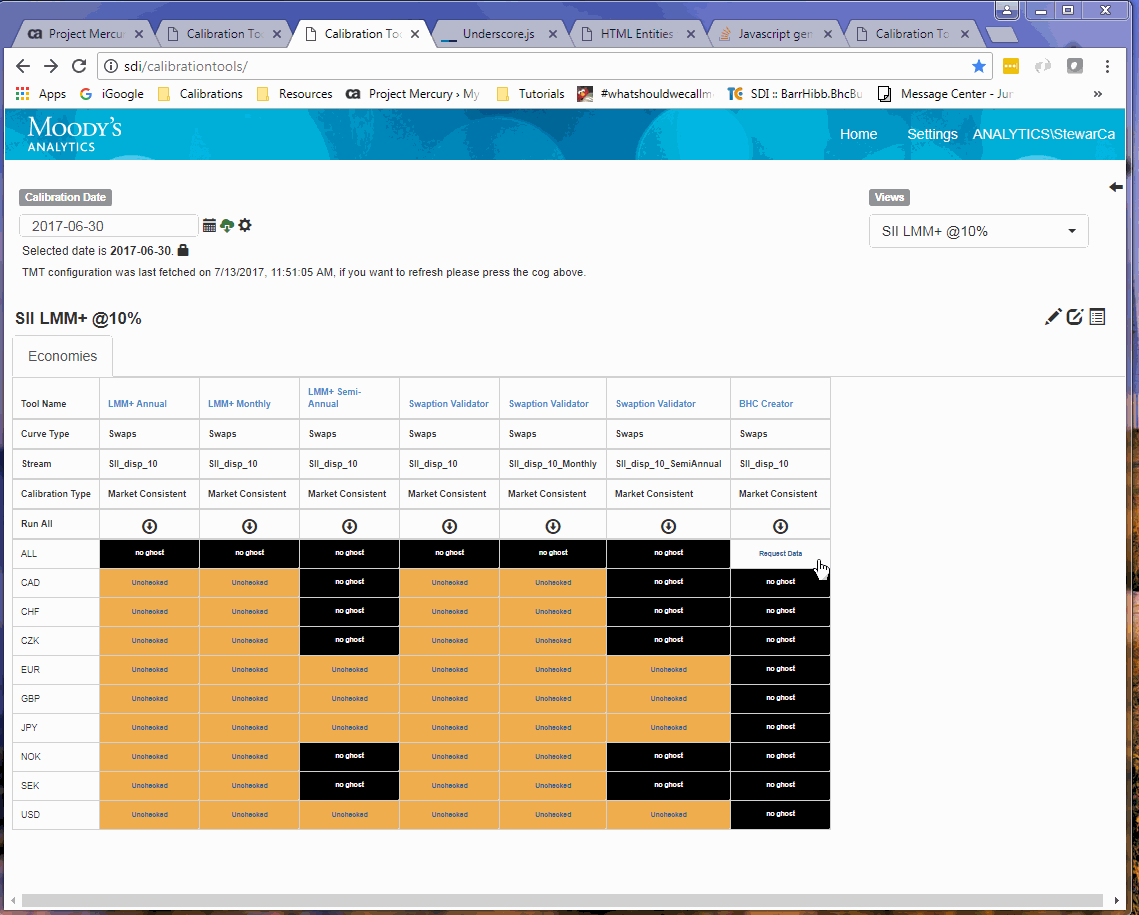 Project Mercu
Calibration To
Calibration Too
Underscore.js
HTML Entities
Javascript gen
Calibration To
sdi/calibrationtools/
Apps
iGoogle
Calibrations
Resources
Project Mercury › My
Tutorials
#whatshouldwecallm
SDI :: BarrHibb.BhcBu
Message Center - Jun
»
MOODY'S
ANALYTICS
Home
Settings
ANALYTICS\StewarCa
Calibration Date
Views
2017-06-30
SII LMM+ @10%
Selected date is 2017-06-30.
TMT configuration was last fetched on 7/13/2017, 11:51:05 AM, if you want to refresh please press the cog above.
SII LMM+ @10%
Economies
Tool Name LMM+ Annual LMM+ Monthly LMM+ Semi-Annual Swaption Validator Swaption Validator Swaption Validator BHC Creator
Curve Type Swaps Swaps Swaps Swaps Swaps Swaps Swaps
Stream SII_disp_10 SII_disp_10 SII_disp_10 SII_disp_10 SII_disp_10_Monthly SII_disp_10_SemiAnnual SII_disp_10
Calibration Type Market Consistent Market Consistent Market Consistent Market Consistent Market Consistent Market Consistent Market Consistent
Run All
ALL no ghost no ghost no ghost no ghost no ghost no ghost Request Data
CAD Unchecked Unchecked no ghost Unchecked Unchecked no ghost no ghost
CHF Unchecked Unchecked no ghost Unchecked Unchecked no ghost no ghost
CZK Unchecked Unchecked no ghost Unchecked Unchecked no ghost no ghost
EUR Unchecked Unchecked Unchecked Unchecked Unchecked Unchecked no ghost
GBP Unchecked Unchecked Unchecked Unchecked Unchecked Unchecked no ghost
JPY Unchecked Unchecked Unchecked Unchecked Unchecked Unchecked no ghost
NOK Unchecked Unchecked no ghost Unchecked Unchecked no ghost no ghost
SEK Unchecked Unchecked no ghost Unchecked Unchecked no ghost no ghost
USD Unchecked Unchecked Unchecked Unchecked Unchecked Unchecked no ghost